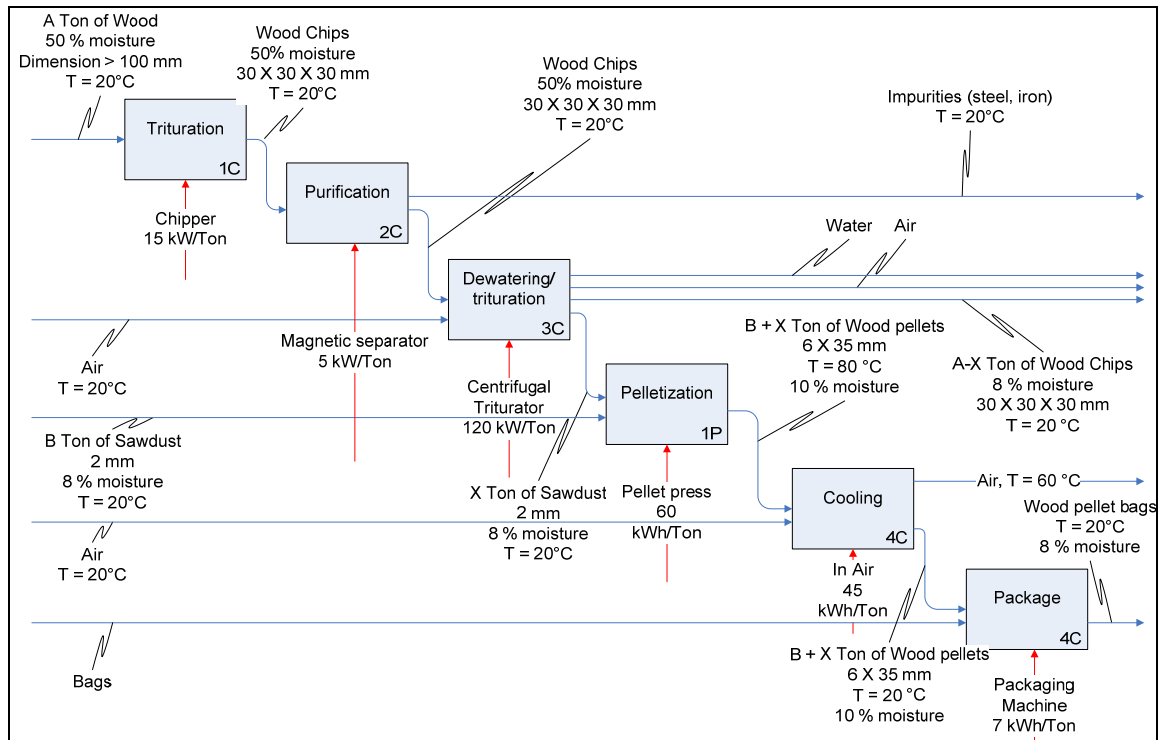 A Ton of Wood
50 % moisture
Dimension > 100 mm
T = 20°C
Wood Chips
50% moisture
30 X 30 X 30 mm
T = 20°C
Wood Chips
50% moisture
30 X 30 X 30 mm
T = 20°C
Impurities (steel, iron)
T = 20°C
Trituration
1C
Chipper
15 kW/Ton
Purification
2C
Magnetic separator
5 kW/Ton
Water
Air
Dewatering/
trituration
3C
Air
T = 20°C
Centrifugal
Triturator
120 kW/Ton
B + X Ton of Wood pellets
6 X 35 mm
T = 80 °C
10 % moisture
A-X Ton of Wood Chips
8 % moisture
30 X 30 X 30 mm
T = 20 °C
Pelletization
1P
B Ton of Sawdust
2 mm
8 % moisture
T = 20°C
X Ton of Sawdust
2 mm
8 % moisture
T = 20°C
Pellet press
60
kWh/Ton
Cooling
4C
Air, T = 60 °C
Wood pellet bags
T = 20°C
8 % moisture
Air
T = 20°C
In Air
45
kWh/Ton
Package
4C
Bags
B + X Ton of Wood pellets
6 X 35 mm
T = 20 °C
10 % moisture
Packaging
Machine
7 kWh/Ton